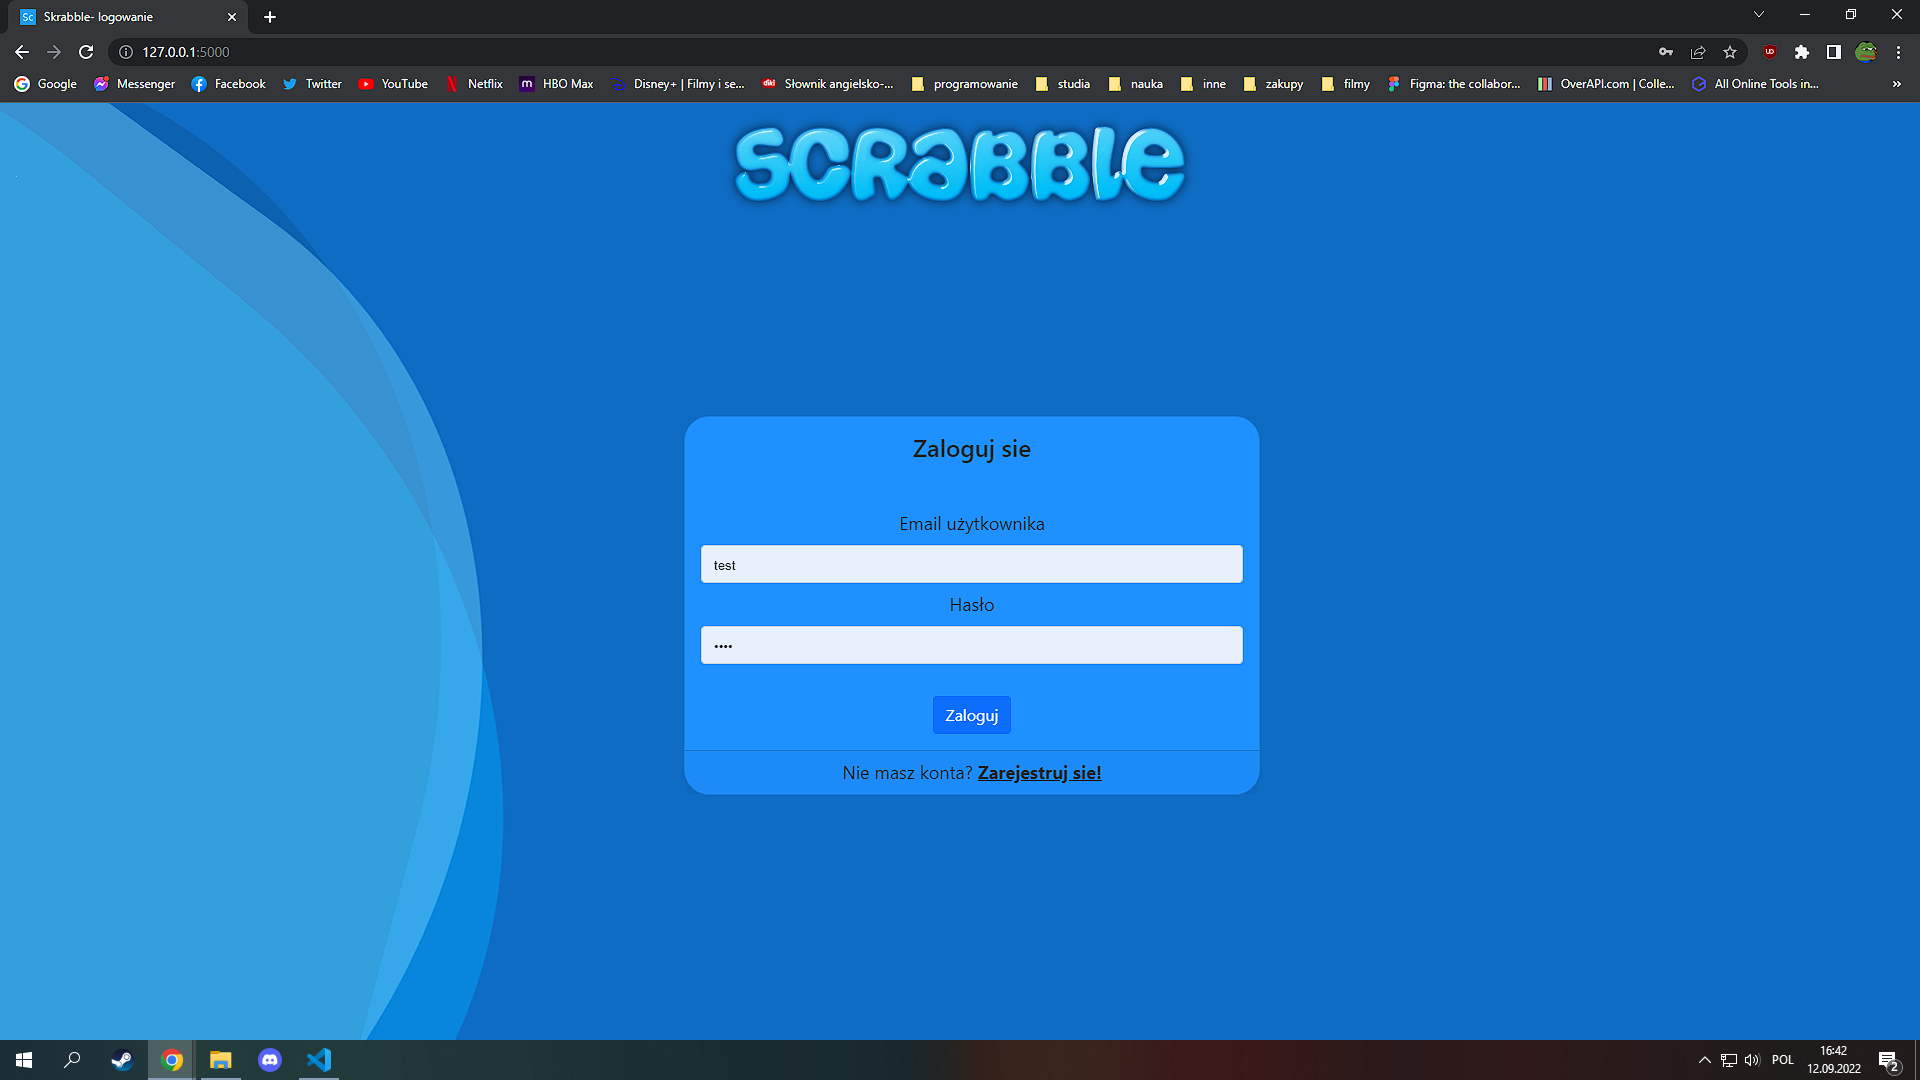 Skrabble- logowanie
127.0.0.1:5000
Google Messenger Facebook Twitter YouTube Netflix HBO Max Disney+ | Filmy i se... Słownik angielsko-... programowanie studia nauka inne zakupy filmy Figma: the collabor... OverAPI.com | Colle... All Online Tools in... »
SCRABBLE
Zaloguj sie
Email użytkownika
test
Hasło
••••
Zaloguj
Nie masz konta? Zarejestruj sie!
POL
16:42
12.09.2022
2